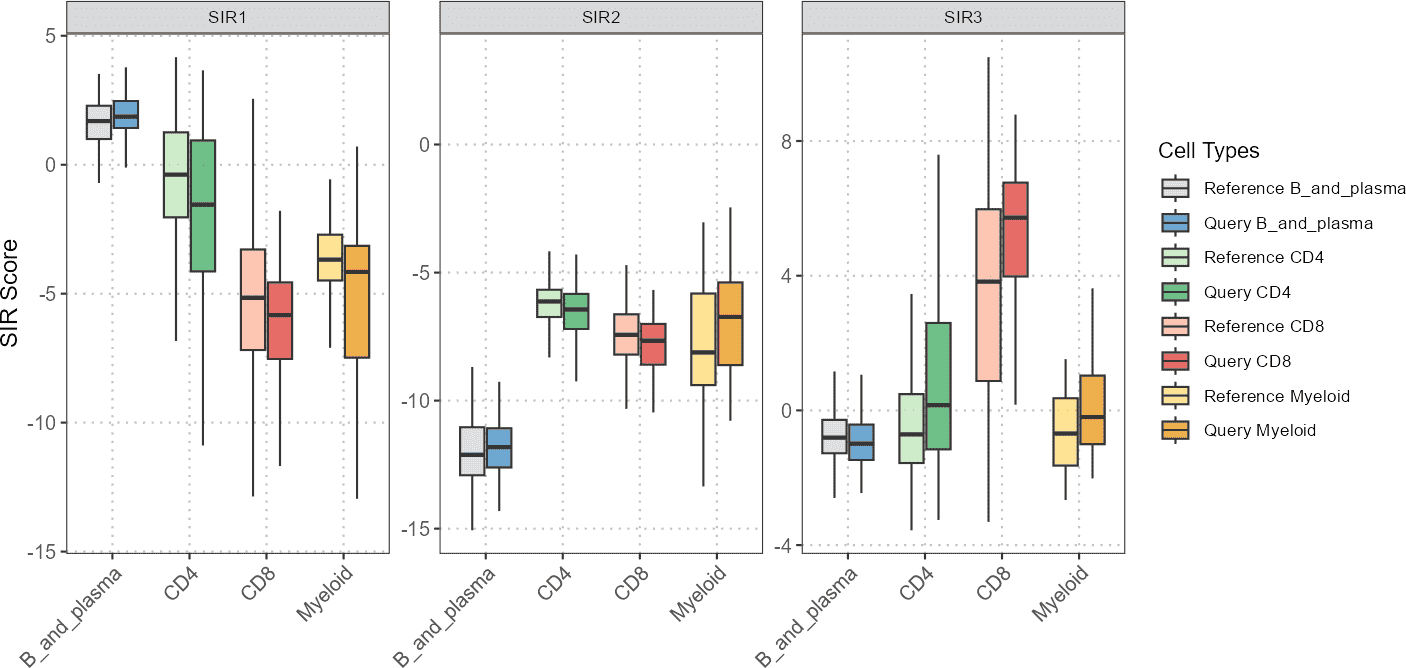 SIR1
SIR2
SIR3
SIR Score
5
0
-5
-10
-15
0
-5
-10
-15
8
4
0
-4
B_and_plasma
CD4
CD8
Myeloid
B_and_plasma
CD4
CD8
Myeloid
B_and_plasma
CD4
CD8
Myeloid
Cell Types
Reference B_and_plasma
Query B_and_plasma
Reference CD4
Query CD4
Reference CD8
Query CD8
Reference Myeloid
Query Myeloid